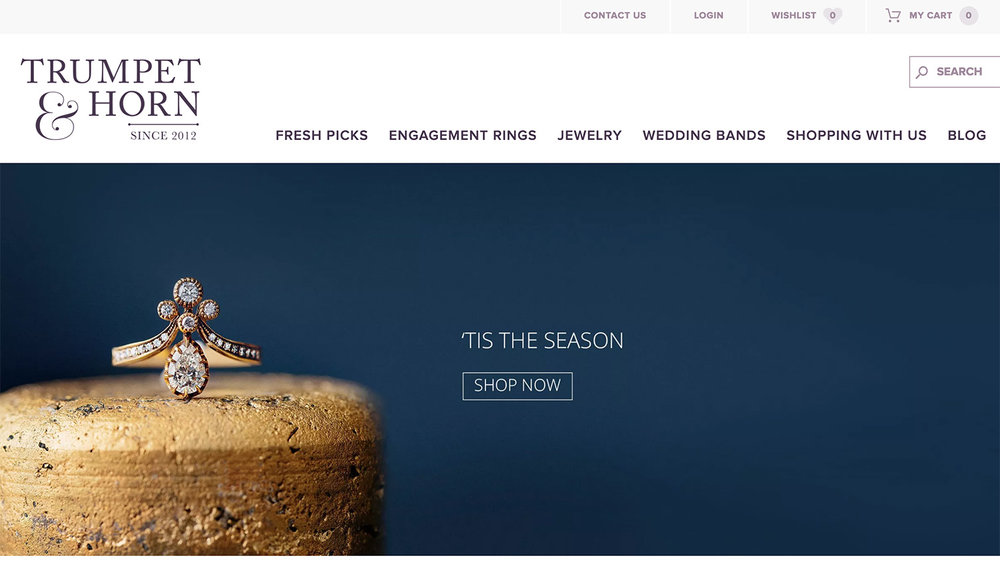 CONTACT US
LOGIN
WISHLIST 0
MY CART 0
TRUMPET
& HORN
SINCE 2012
SEARCH
FRESH PICKS
ENGAGEMENT RINGS
JEWELRY
WEDDING BANDS
SHOPPING WITH US
BLOG
‘TIS THE SEASON
SHOP NOW